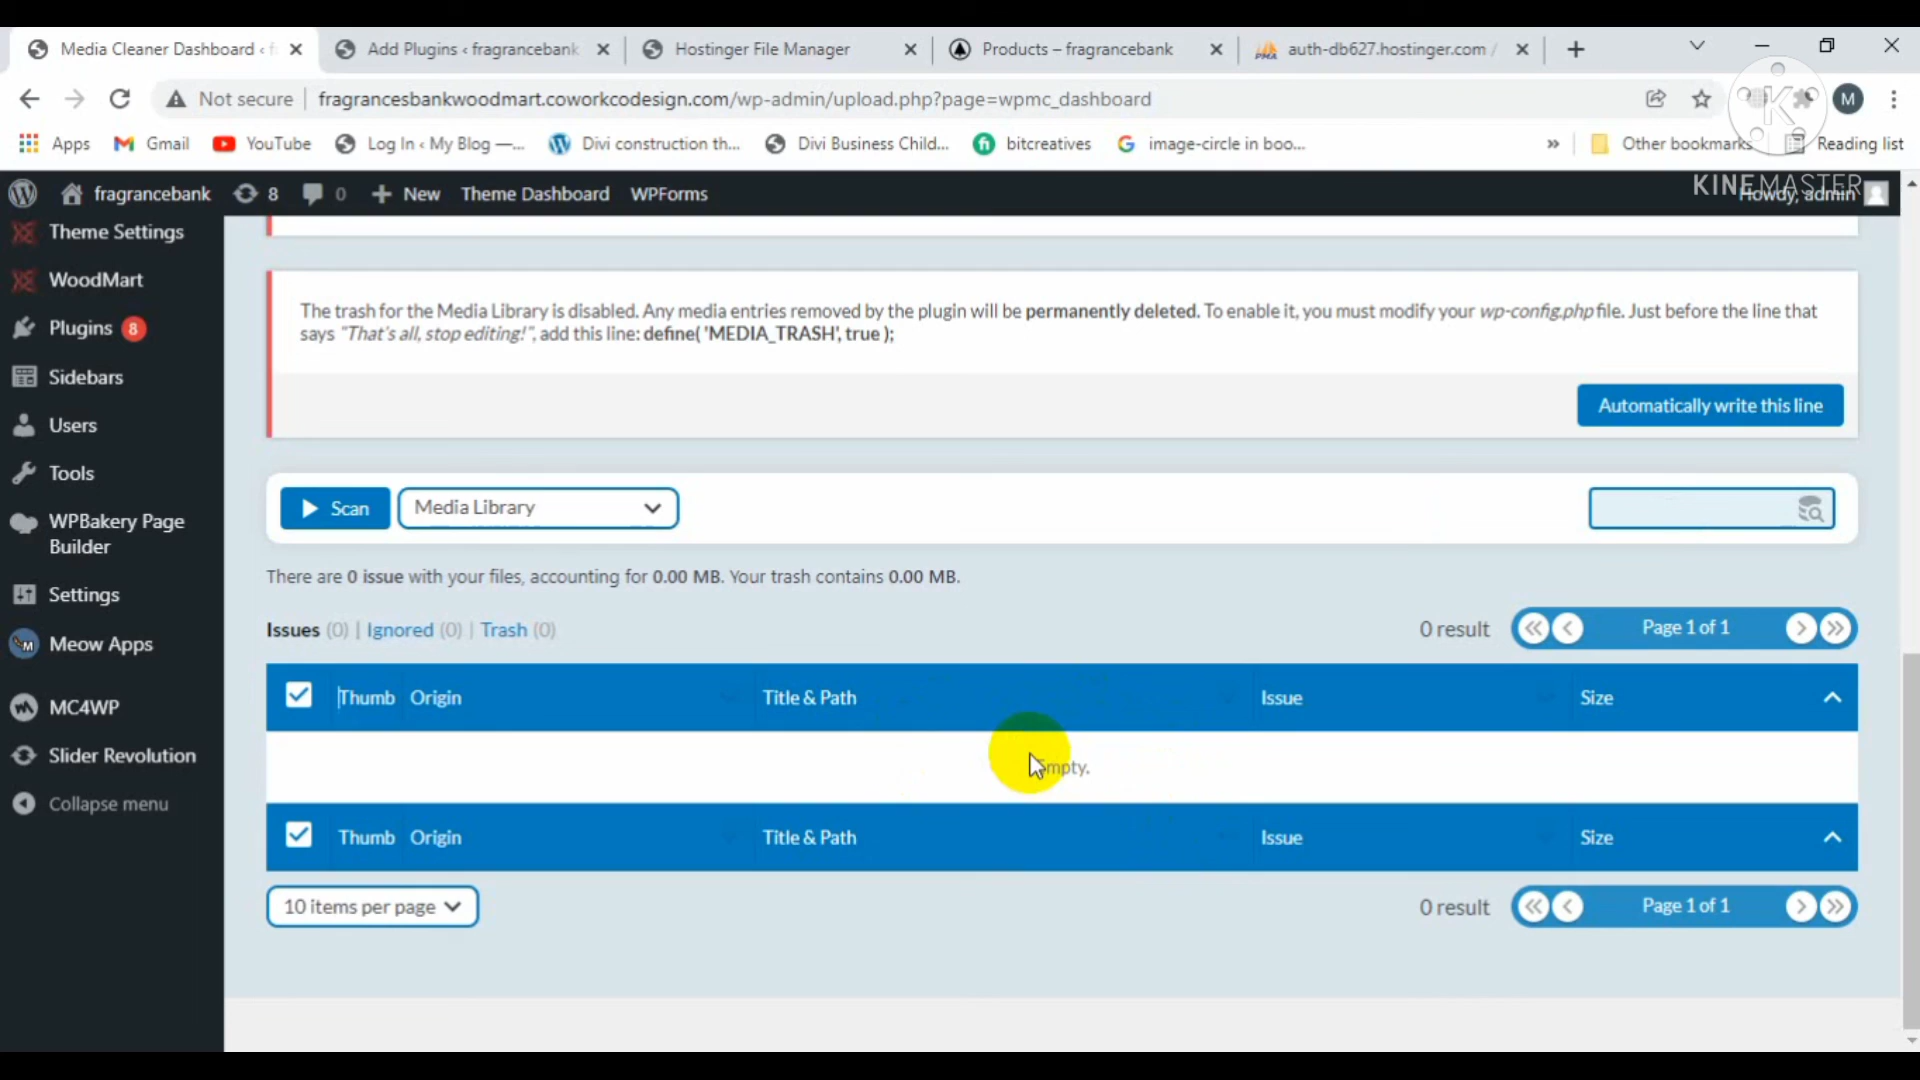 Media Cleaner Dashboard ‹ f
Add Plugins ‹ fragrancebank
Hostinger File Manager
Products – fragrancebank
auth-db627.hostinger.com /
Not secure
fragrancesbankwoodmart.coworkcodesign.com/wp-admin/upload.php?page=wpmc_dashboard
M
Apps
Gmail
YouTube
Log In ‹ My Blog —...
Divi construction th...
Divi Business Child...
bitcreatives
image-circle in boo...
»
Other bookmarks
Reading list
KINEMASTER
fragrancebank
8
0
New
Theme Dashboard
WPForms
Howdy, admin
Theme Settings
WoodMart
Plugins 8
Sidebars
Users
Tools
WPBakery Page
Builder
Settings
Meow Apps
MC4WP
Slider Revolution
Collapse menu
The trash for the Media Library is disabled. Any media entries removed by the plugin will be permanently deleted. To enable it, you must modify your wp-config.php file. Just before the line that
says "That's all, stop editing!", add this line: define( 'MEDIA_TRASH', true );
Automatically write this line
Scan
Media Library
There are 0 issue with your files, accounting for 0.00 MB. Your trash contains 0.00 MB.
Issues (0) | Ignored (0) | Trash (0)
0 result
Page 1 of 1
Thumb Origin Title & Path Issue Size
Empty.
Thumb Origin Title & Path Issue Size
10 items per page
0 result
Page 1 of 1